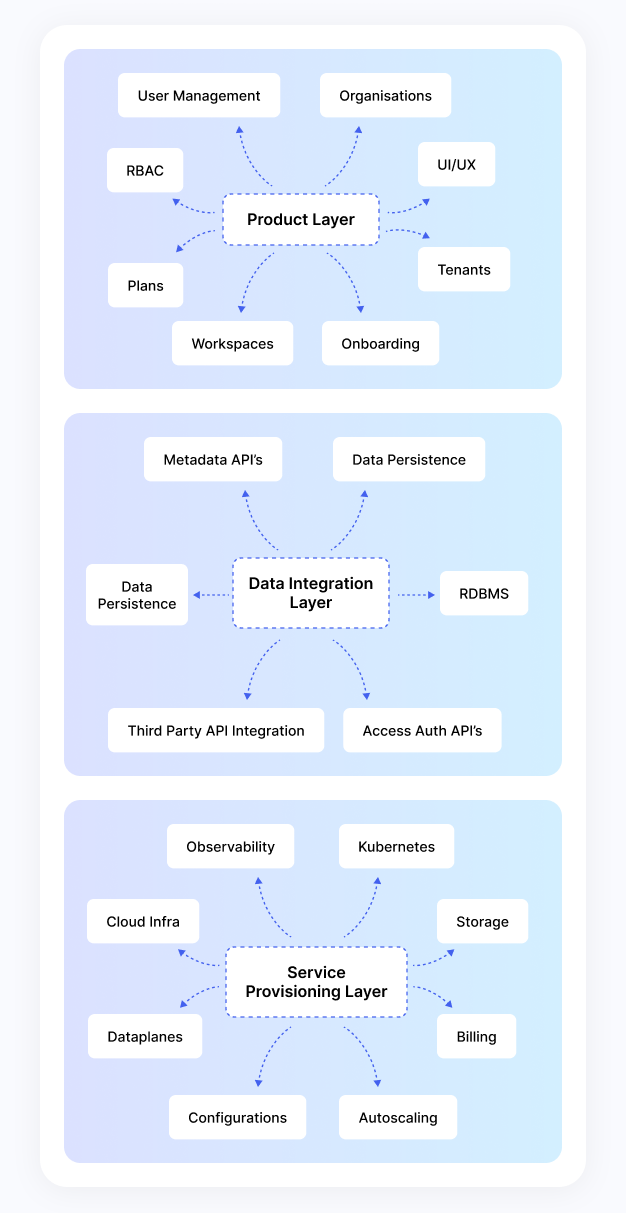 User Management
Organisations
RBAC
UI/UX
Product Layer
Plans
Tenants
Workspaces
Onboarding
Metadata API’s
Data Persistence
Data
Persistence
Data Integration
Layer
RDBMS
Third Party API Integration
Access Auth API’s
Observability
Kubernetes
Cloud Infra
Storage
Service
Provisioning Layer
Dataplanes
Billing
Configurations
Autoscaling